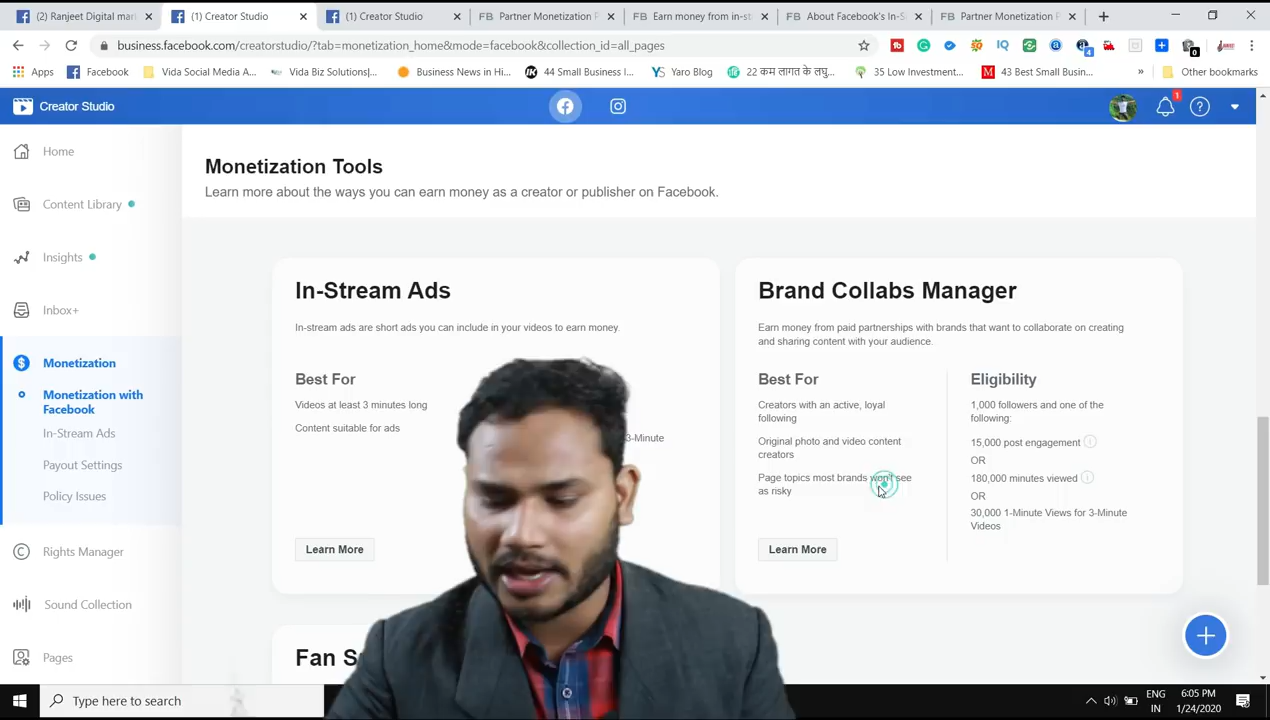 (1) Ranjeet Digital mark
(1) Creator Studio
(1) Creator Studio
Partner Monetization P
Earn money from in-st
About Facebook's In-S
Partner Monetization P
business.facebook.com/creatorstudio/?tab=monetization_home&mode=facebook&collection_id=all_pages
Apps
Facebook
Vida Social Media A...
Vida Biz Solutions|...
Business News in Hi...
44 Small Business I...
Yaro Blog
22 कम लागत के लघु...
35 Low Investment...
43 Best Small Busin...
»
Other bookmarks
Creator Studio
1
Home
Content Library
Insights
Inbox+
Monetization
Monetization with
Facebook
In-Stream Ads
Payout Settings
Policy Issues
Rights Manager
Sound Collection
Pages
Monetization Tools
Learn more about the ways you can earn money as a creator or publisher on Facebook.
In-Stream Ads
In-stream ads are short ads you can include in your videos to earn money.
Best For
Videos at least 3 minutes long
Content suitable for ads
3-Minute
Learn More
Brand Collabs Manager
Earn money from paid partnerships with brands that want to collaborate on creating
and sharing content with your audience.
Best For
Creators with an active, loyal
following
Original photo and video content
creators
Page topics most brands won't see
as risky
Learn More
Eligibility
1,000 followers and one of the
following:
15,000 post engagement
OR
180,000 minutes viewed
OR
30,000 1-Minute Views for 3-Minute
Videos
Fan S
Type here to search
ENG
IN
6:05 PM
1/24/2020